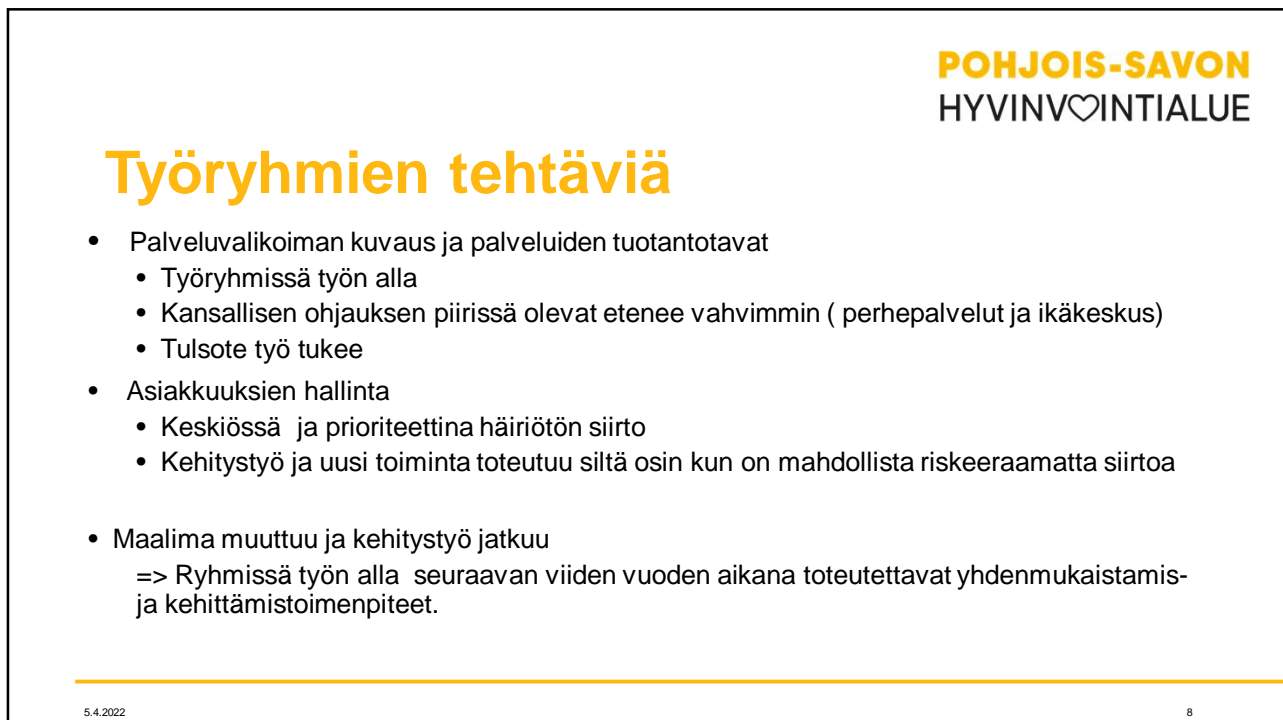 POHJOIS-SAVON
HYVINVOINTIALUE
Työryhmien tehtäviä
• Palveluvalikoiman kuvaus ja palveluiden tuotantotavat
• Työryhmissä työn alla
• Kansallisen ohjauksen piirissä olevat etenee vahvimmin ( perhepalvelut ja ikäkeskus)
• Tulsote työ tukee
• Asiakkuuksien hallinta
• Keskiössä ja prioriteettina häiriötön siirto
• Kehitystyö ja uusi toiminta toteutuu siltä osin kun on mahdollista riskeeraamatta siirtoa
• Maalima muuttuu ja kehitystyö jatkuu
=> Ryhmissä työn alla seuraavan viiden vuoden aikana toteutettavat yhdenmukaistamis-
ja kehittämistoimenpiteet.
5.4.2022
8